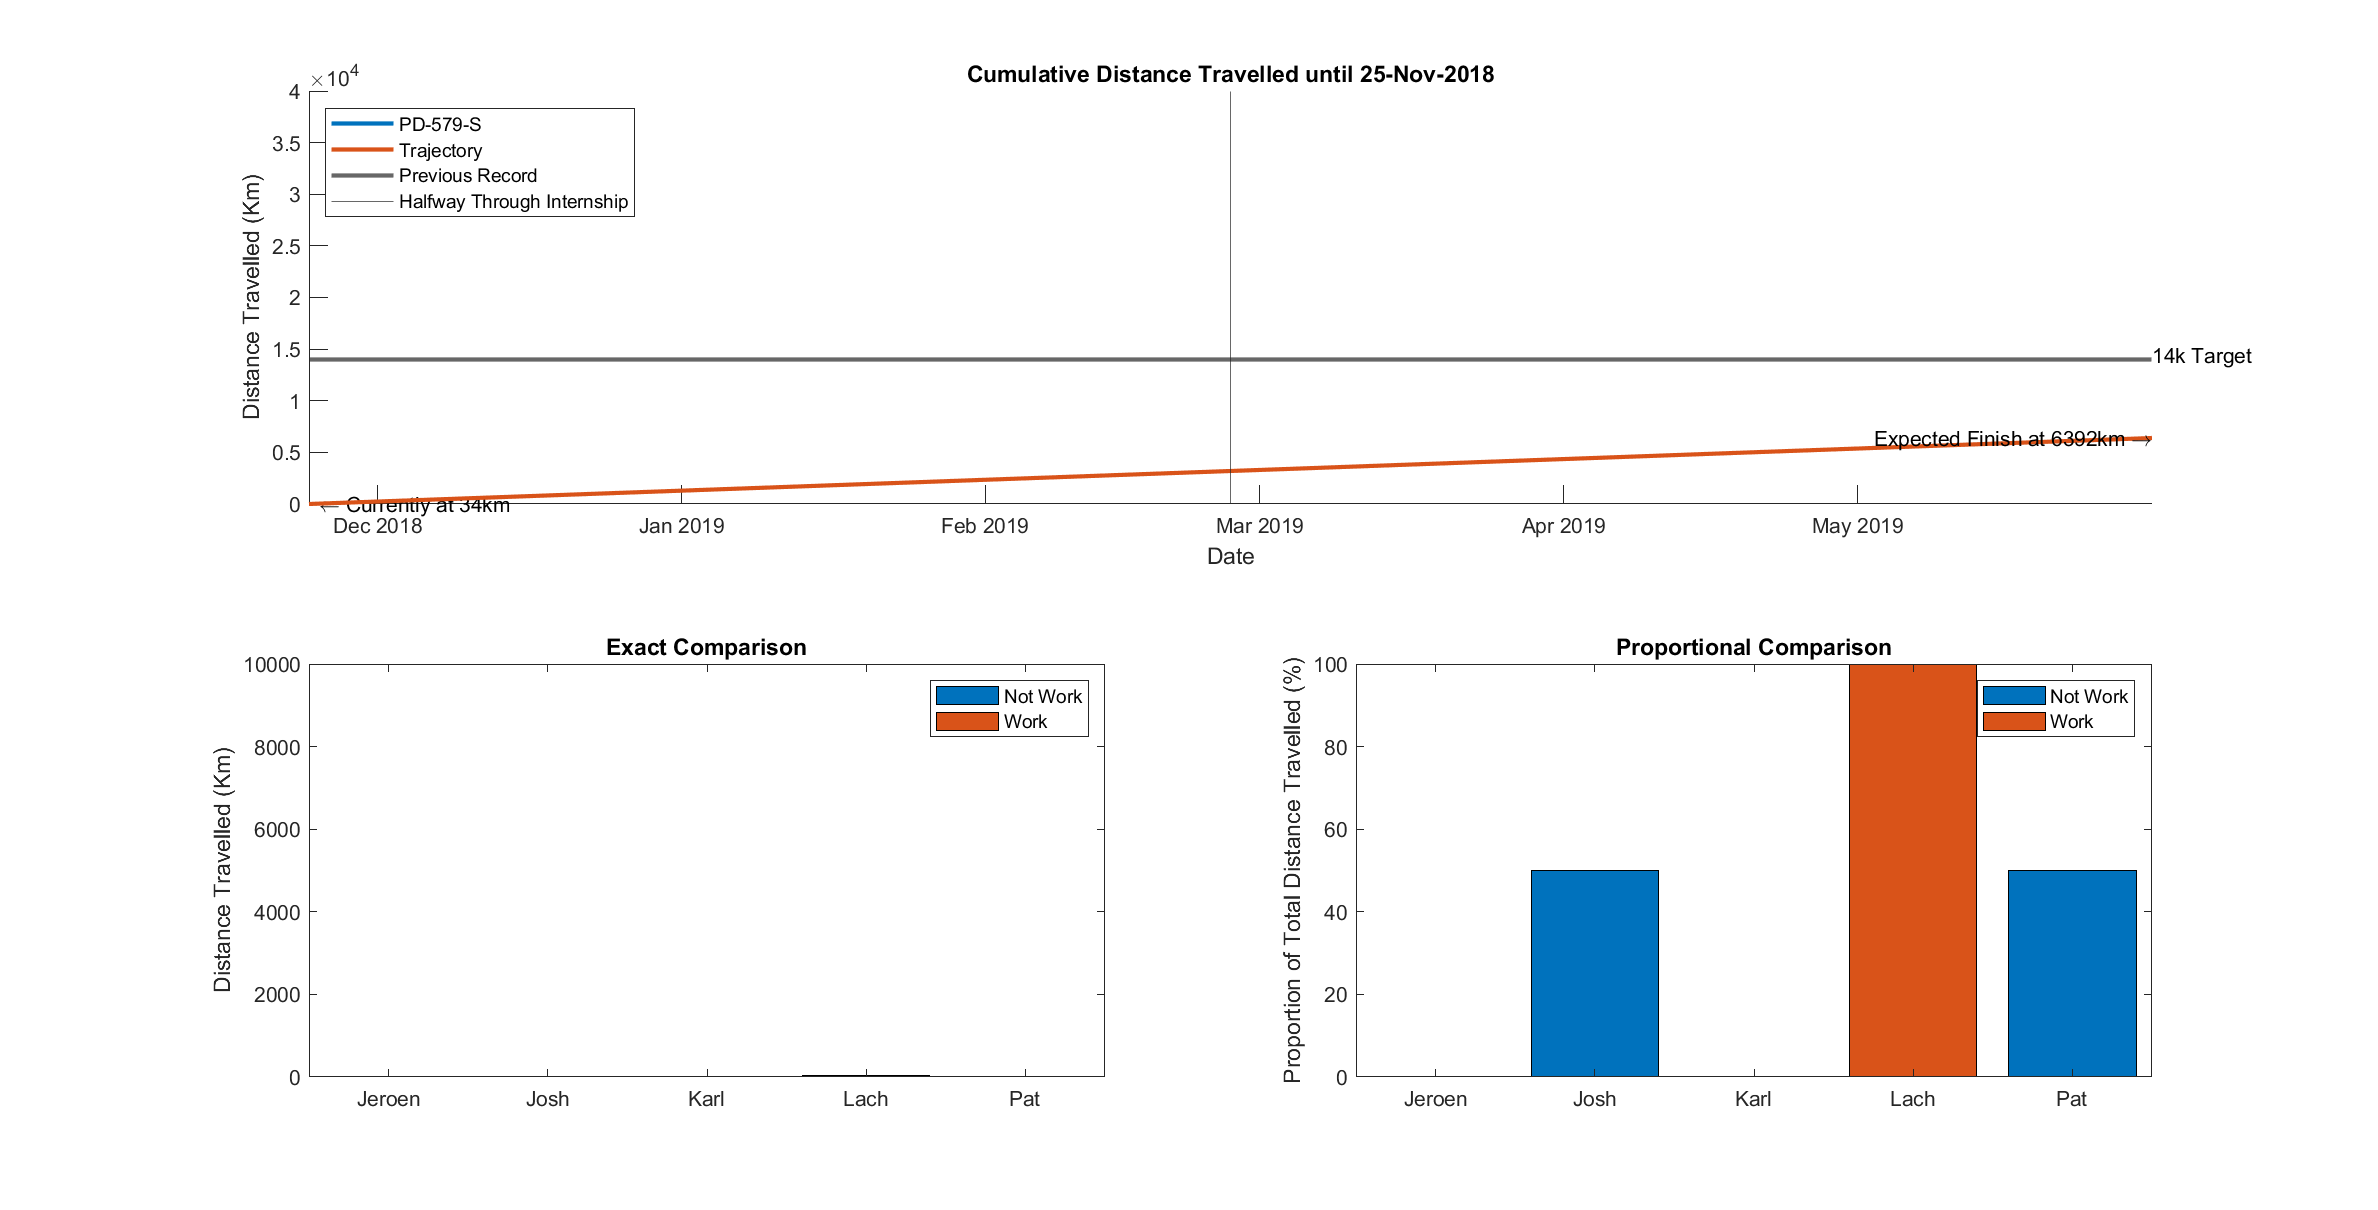 Cumulative Distance Travelled until 25-Nov-2018
×10^4
4
3.5
3
2.5
2
1.5
1
0.5
0
Distance Travelled (Km)
PD-579-S
Trajectory
Previous Record
Halfway Through Internship
14k Target
Expected Finish at 6392km →
← Currently at 34km
Dec 2018 Jan 2019 Feb 2019 Mar 2019 Apr 2019 May 2019
Date
Exact Comparison
10000
8000
6000
4000
2000
0
Distance Travelled (Km)
Not Work
Work
Jeroen Josh Karl Lach Pat
Proportional Comparison
100
80
60
40
20
0
Proportion of Total Distance Travelled (%)
Not Work
Work
Jeroen Josh Karl Lach Pat